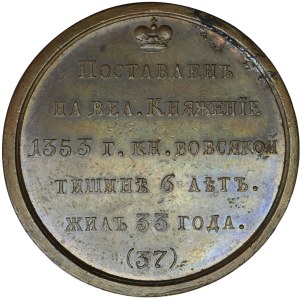 Поставленъ
на вел. Княженіе
1353 г. кн. во всякой
тишинѣ 6 лѣтъ.
жилъ 33 года.
(37)